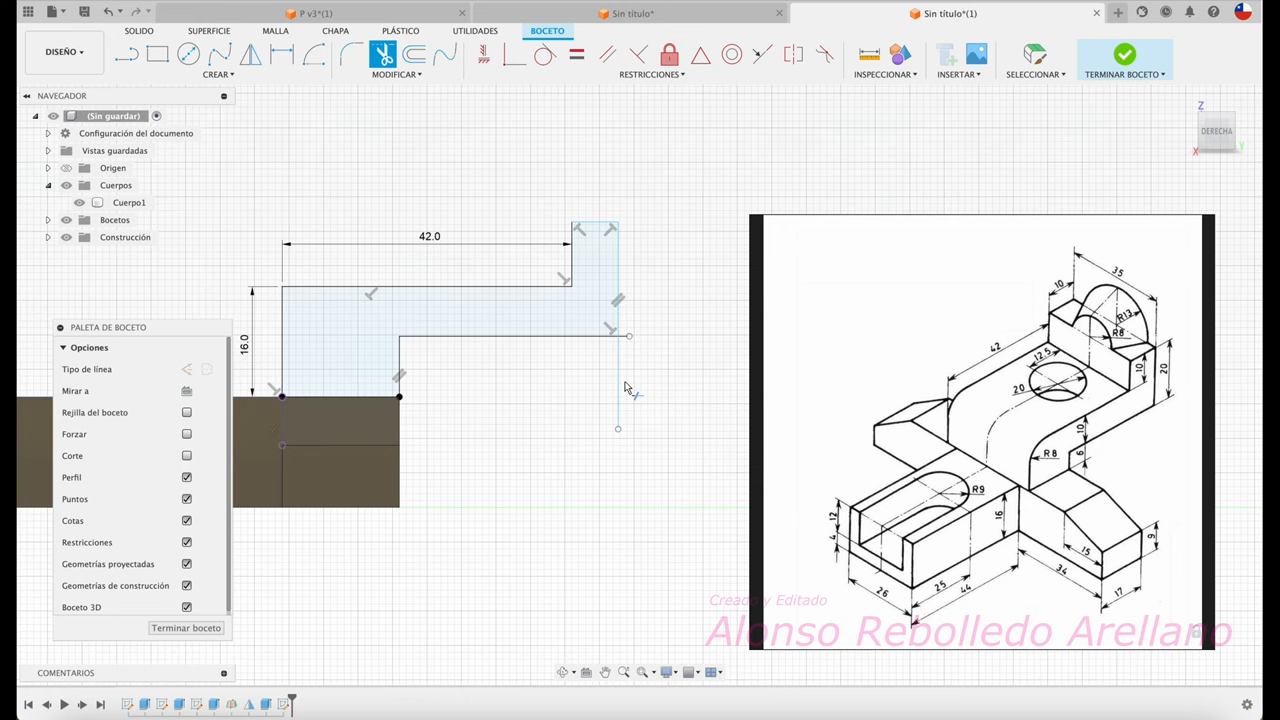 P v3*(1)
Sin título*
Sin título*(1)
DISEÑO
SÓLIDO
SUPERFICIE
MALLA
CHAPA
PLÁSTICO
UTILIDADES
BOCETO
CREAR
MODIFICAR
RESTRICCIONES
INSPECCIONAR
INSERTAR
SELECCIONAR
TERMINAR BOCETO
NAVEGADOR
(Sin guardar)
Configuración del documento
Vistas guardadas
Origen
Cuerpos
Cuerpo1
Bocetos
Construcción
Z
DERECHA
X
Y
42.0
16.0
PALETA DE BOCETO
Opciones
Tipo de línea
Mirar a
Rejilla del boceto
Forzar
Corte
Perfil
Puntos
Cotas
Restricciones
Geometrías proyectadas
Geometrías de construcción
Boceto 3D
Terminar boceto
35
10
R13
R8
42
12.5
20
10
20
10
6
R8
R9
16
12
4
15
9
34
17
25
44
26
Creado y Editado
Alonso Rebolledo Arellano
COMENTARIOS